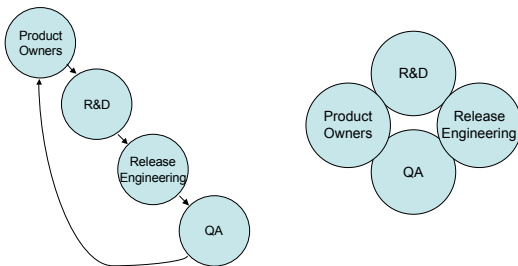 Product
Owners
R&D
Release
Engineering
QA
R&D
Product
Owners
Release
Engineering
QA